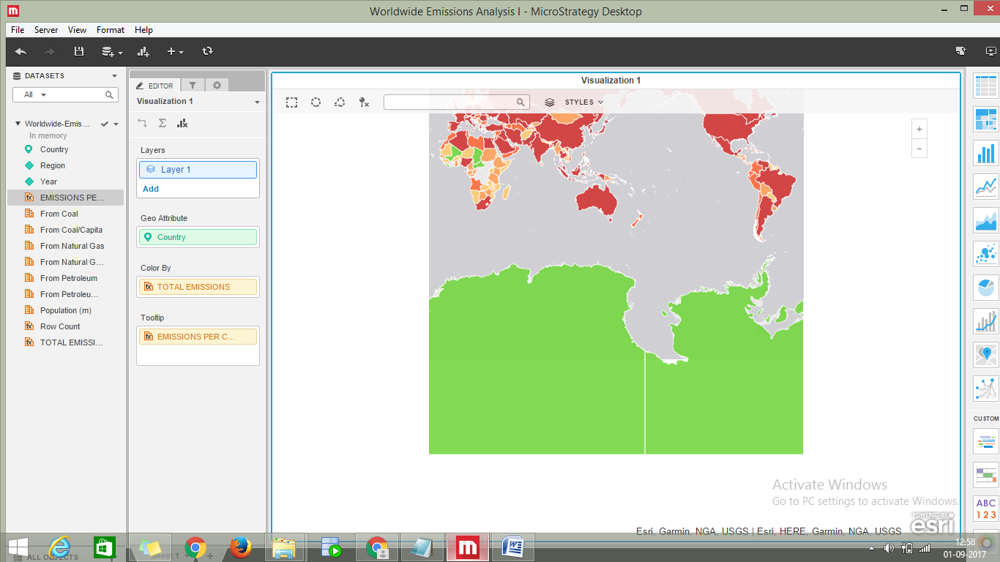 Worldwide Emissions Analysis I - MicroStrategy Desktop
File Server View Format Help
DATASETS
All
Worldwide-Emis...
In memory
Country
Region
Year
EMISSIONS PE...
From Coal
From Coal/Capita
From Natural Gas
From Natural G...
From Petroleum
From Petroleu...
Population (m)
Row Count
TOTAL EMISSI...
ALL OBJECTS
EDITOR
Visualization 1
Layers
Layer 1
Add
Geo Attribute
Country
Color By
TOTAL EMISSIONS
Tooltip
EMISSIONS PER C...
Visualization 1
STYLES
+
−
Activate Windows
Go to PC settings to activate Windows.
POWERED BY
esri
Esri, Garmin, NGA, USGS | Esri, HERE, Garmin, NGA, USGS
CUSTOM
WORD
CLOUD
ABC
123
Sheet 1
12:58
01-09-2017